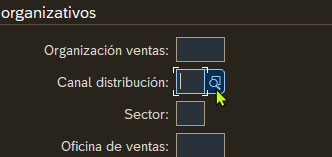 organizativos
Organización ventas:
Canal distribución:
Sector:
Oficina de ventas: